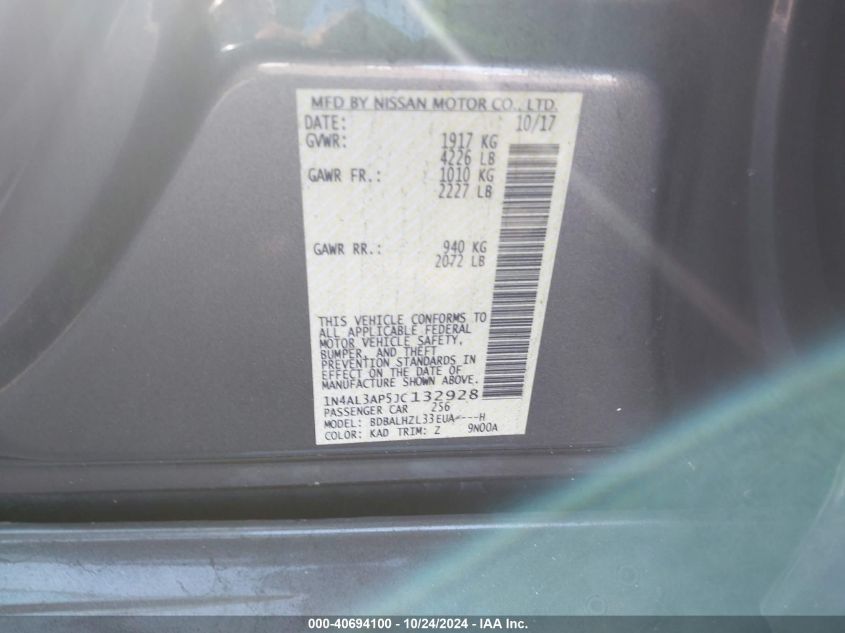 MFD BY NISSAN MOTOR CO., LTD.
DATE: 10/17
GVWR: 1917 KG
4226 LB
GAWR FR.: 1010 KG
2227 LB
GAWR RR.: 940 KG
2072 LB
THIS VEHICLE CONFORMS TO
ALL APPLICABLE FEDERAL
MOTOR VEHICLE SAFETY,
BUMPER, AND THEFT
PREVENTION STANDARDS IN
EFFECT ON THE DATE OF
MANUFACTURE SHOWN ABOVE.
1N4AL3AP5JC132928
PASSENGER CAR 256
MODEL: BDBALHZL33EUA----H
COLOR: KAD TRIM: Z 9N00A
000-40694100 - 10/24/2024 - IAA Inc.